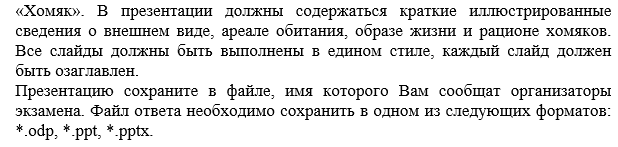 «Хомяк». В презентации должны содержаться краткие иллюстрированные
сведения о внешнем виде, ареале обитания, образе жизни и рационе хомяков.
Все слайды должны быть выполнены в едином стиле, каждый слайд должен
быть озаглавлен.
Презентацию сохраните в файле, имя которого Вам сообщат организаторы
экзамена. Файл ответа необходимо сохранить в одном из следующих форматов:
*.odp, *.ppt, *.pptx.